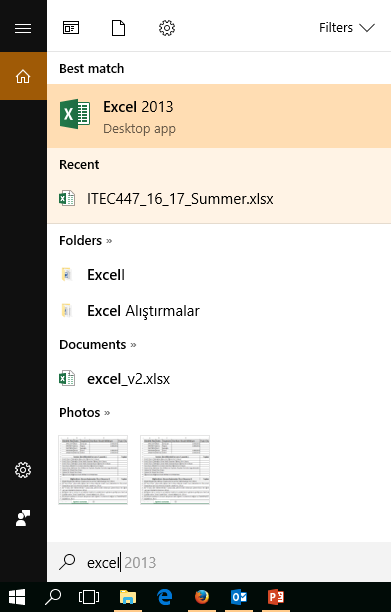 Filters
Best match
Excel 2013
Desktop app
Recent
ITEC447_16_17_Summer.xlsx
Folders »
Excell
Excel Alıştırmalar
Documents »
excel_v2.xlsx
Photos »
excel 2013